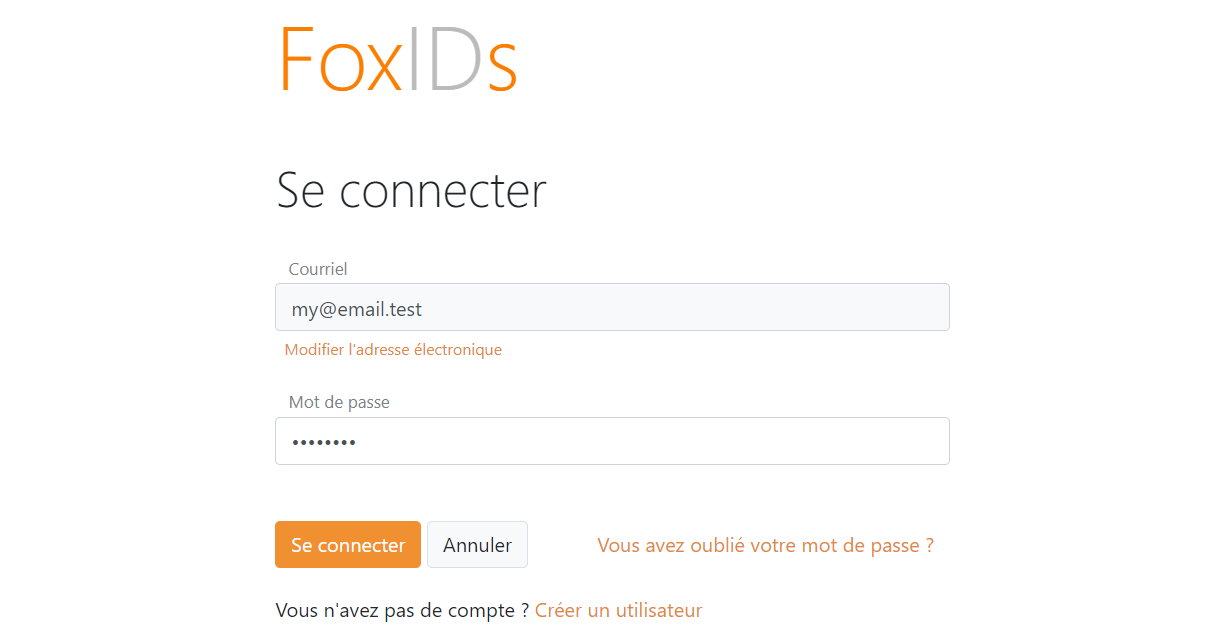 FoxIDs
Se connecter
Courriel
my@email.test
Modifier l'adresse électronique
Mot de passe
••••••••
Se connecter Annuler Vous avez oublié votre mot de passe ?
Vous n'avez pas de compte ? Créer un utilisateur